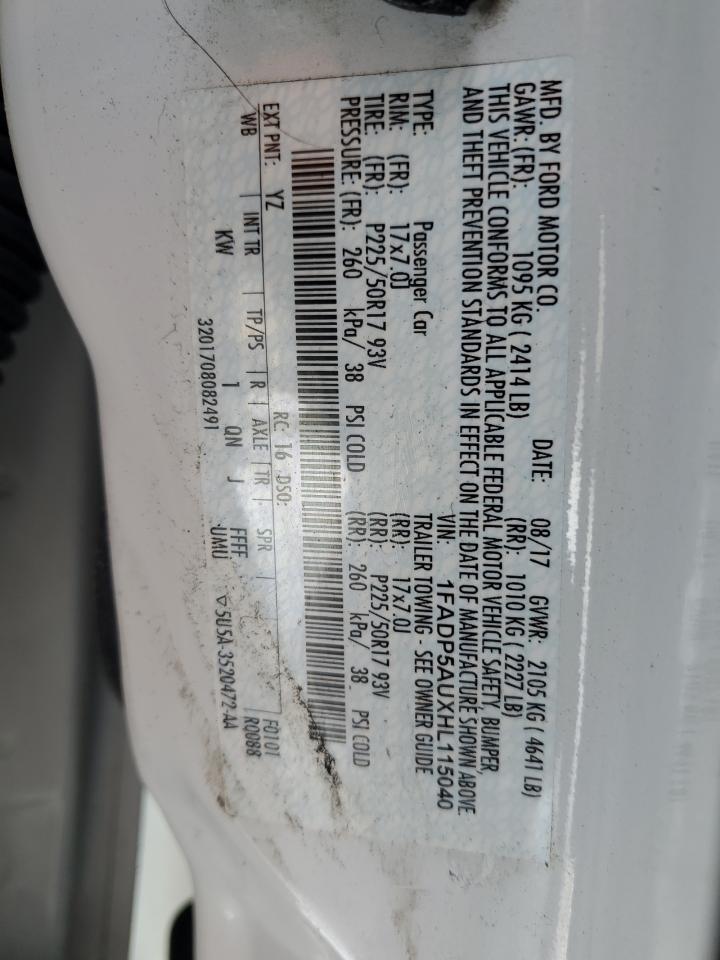 MFD. BY FORD MOTOR CO.
DATE: 08/17 GVWR: 2105 KG ( 4641 LB)
GAWR: (FR): 1095 KG ( 2414 LB) (RR): 1010 KG ( 2227 LB)
THIS VEHICLE CONFORMS TO ALL APPLICABLE FEDERAL MOTOR VEHICLE SAFETY, BUMPER,
AND THEFT PREVENTION STANDARDS IN EFFECT ON THE DATE OF MANUFACTURE SHOWN ABOVE.
VIN: 1FADP5AUXHL115040
TYPE: Passenger Car TRAILER TOWING - SEE OWNER GUIDE
RIM: (FR): 17x7.0J (RR): 17x7.0J
TIRE: (FR): P225/50R17 93V (RR): P225/50R17 93V
PRESSURE: (FR): 260 kPa/ 38 PSI COLD (RR): 260 kPa/ 38 PSI COLD
EXT PNT: YZ RC: 16 DSO: F0101
WB INT TR TP/PS R AXLE TR SPR R0088
KW 1 QN J FFFF
UMU
3201708082491 ▽5U5A-3520472-AA